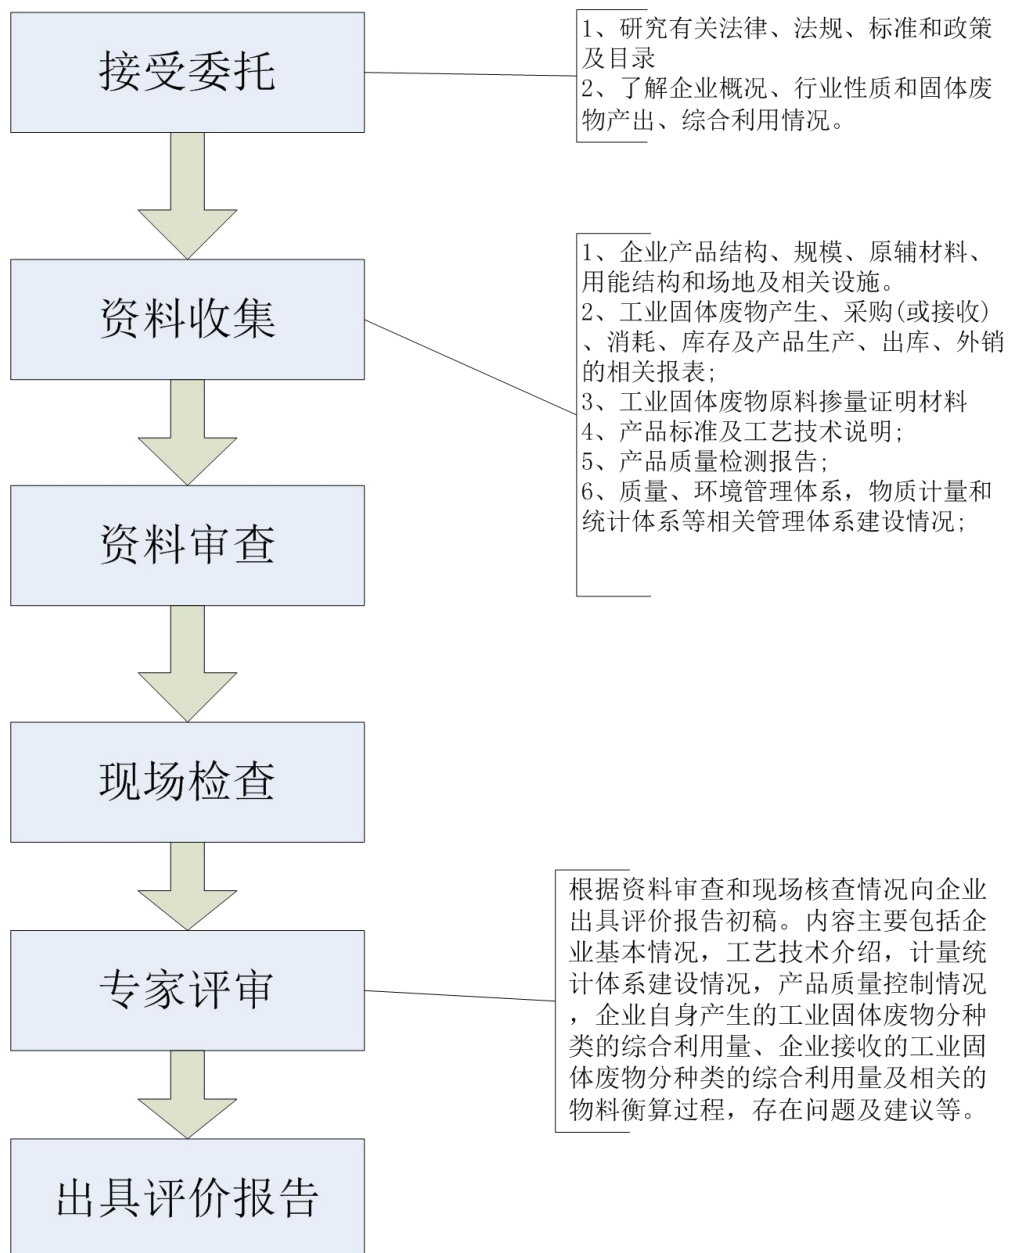 接受委托
1、研究有关法律、法规、标准和政策
及目录
2、了解企业概况、行业性质和固体废
物产出、综合利用情况。
资料收集
1、企业产品结构、规模、原辅材料、
用能结构和场地及相关设施。
2、工业固体废物产生、采购(或接收)
、消耗、库存及产品生产、出库、外销
的相关报表;
3、工业固体废物原料掺量证明材料
4、产品标准及工艺技术说明;
5、产品质量检测报告;
6、质量、环境管理体系，物质计量和
统计体系等相关管理体系建设情况;
资料审查
现场检查
专家评审
根据资料审查和现场核查情况向企业
出具评价报告初稿。内容主要包括企
业基本情况，工艺技术介绍，计量统
计体系建设情况，产品质量控制情况
，企业自身产生的工业固体废物分种
类的综合利用量、企业接收的工业固
体废物分种类的综合利用量及相关的
物料衡算过程，存在问题及建议等。
出具评价报告